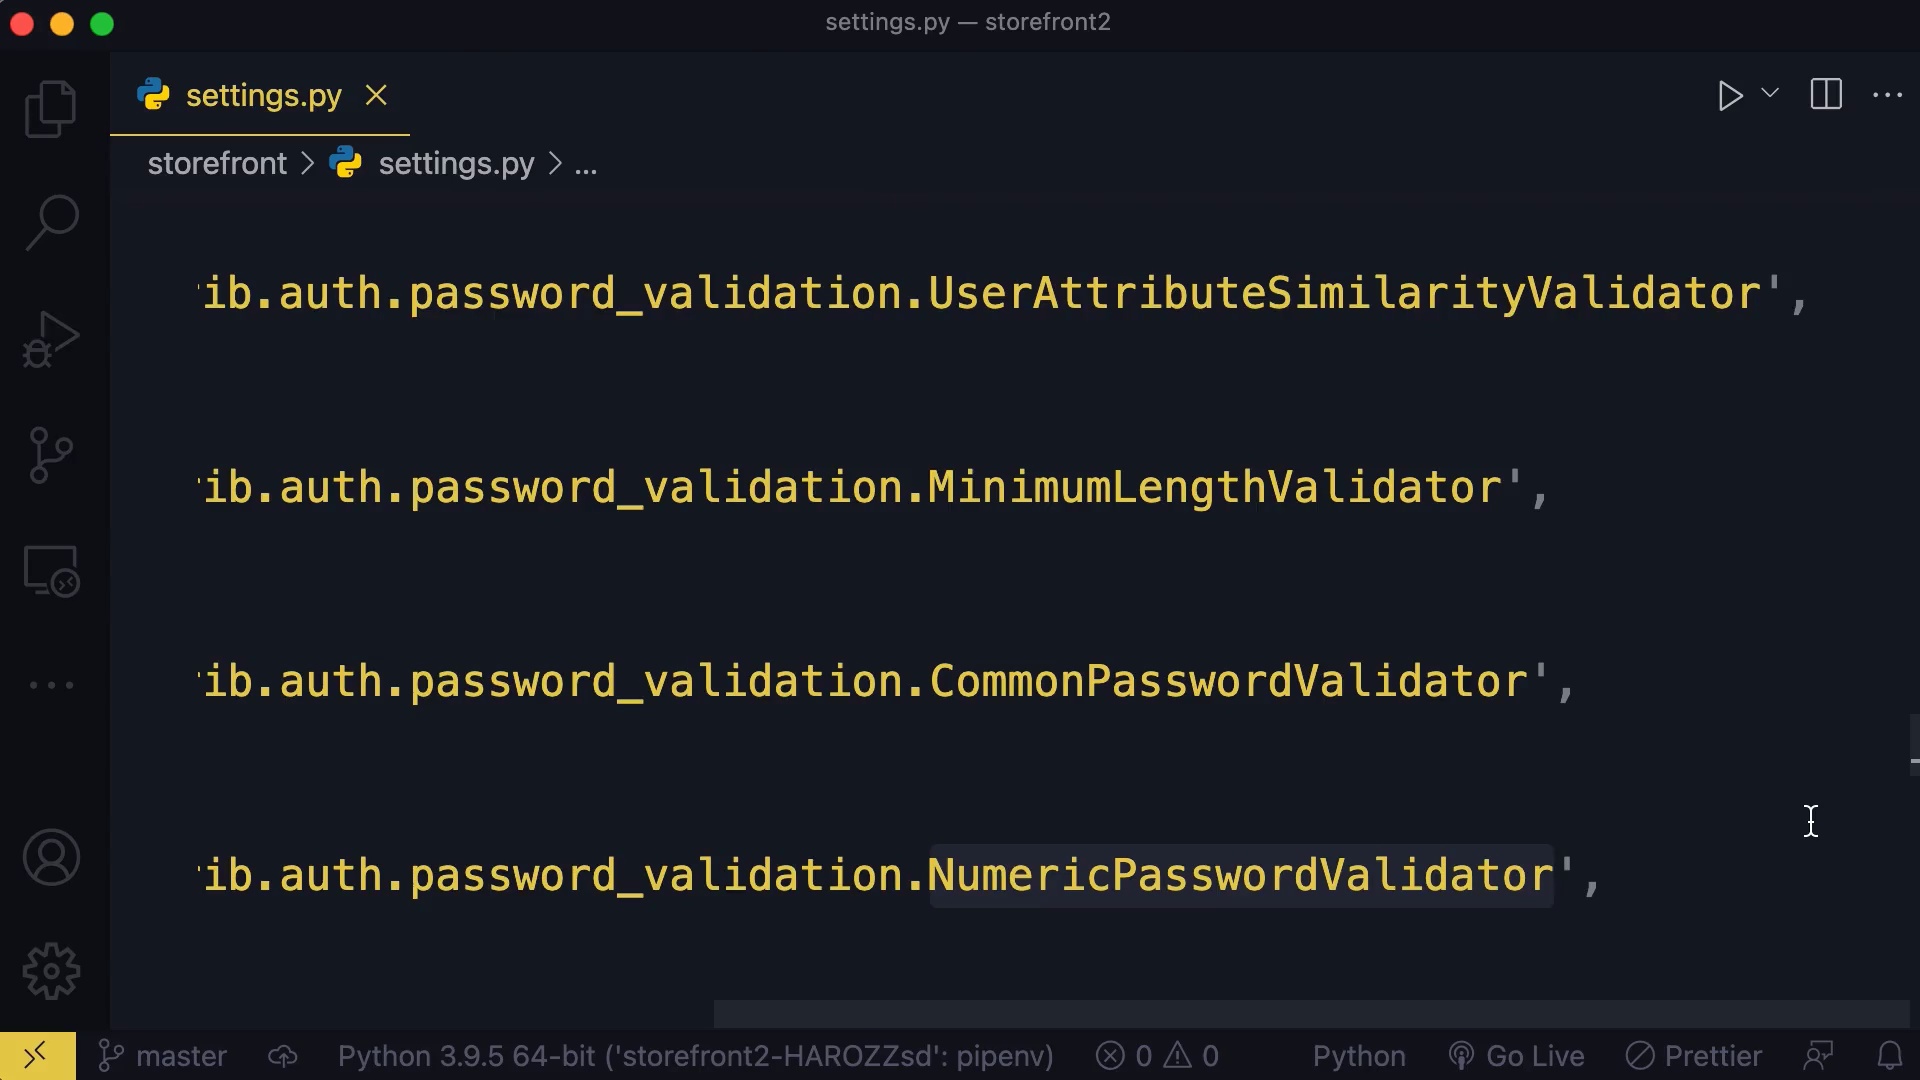 settings.py — storefront2
settings.py
storefront > settings.py > ...
ib.auth.password_validation.UserAttributeSimilarityValidator',
ib.auth.password_validation.MinimumLengthValidator',
ib.auth.password_validation.CommonPasswordValidator',
ib.auth.password_validation.NumericPasswordValidator',
master Python 3.9.5 64-bit ('storefront2-HAROZZsd': pipenv) 0 0 Python Go Live Prettier